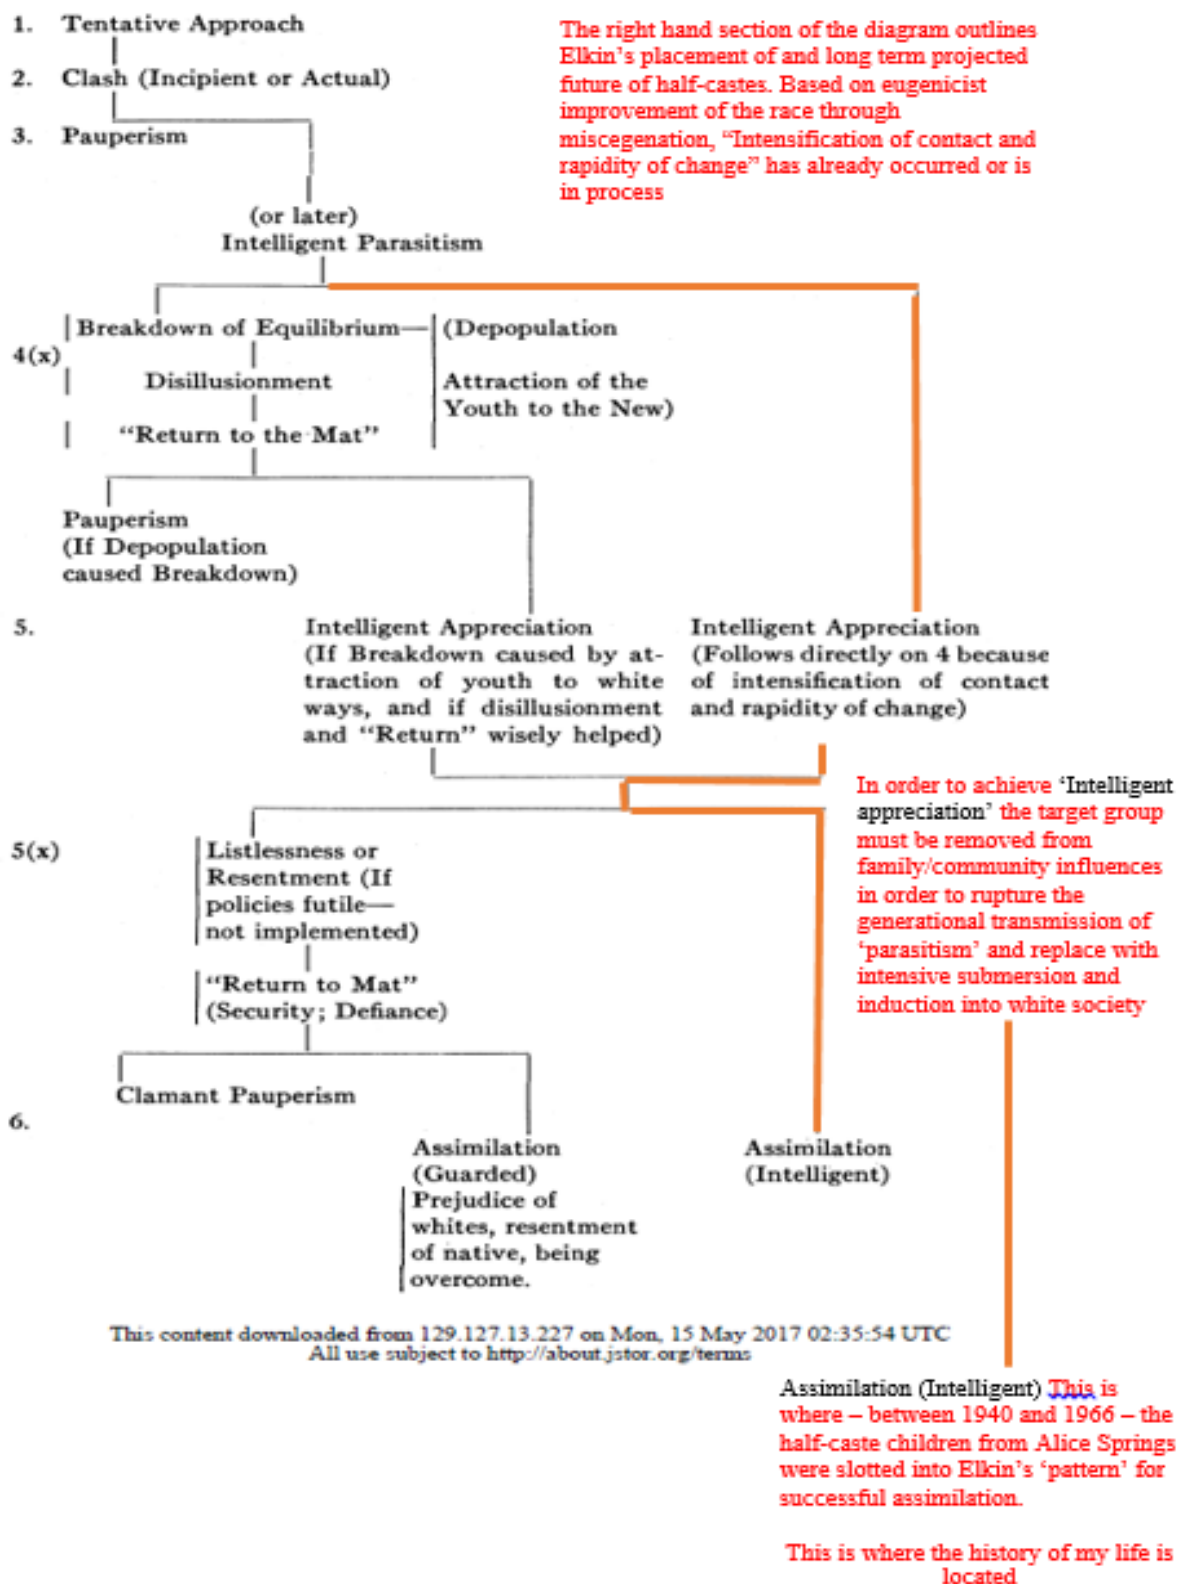 1. Tentative Approach
2. Clash (Incipient or Actual)
3. Pauperism
The right hand section of the diagram outlines
Elkin's placement of and long term projected
future of half-castes. Based on eugenicist
improvement of the race through
miscegenation, “Intensification of contact and
rapidity of change” has already occurred or is
in process
(or later)
Intelligent Parasitism
4(x)
Breakdown of Equilibrium—
Disillusionment
“Return to the Mat”
(Depopulation
Attraction of the
Youth to the New)
Pauperism
(If Depopulation
caused Breakdown)
5.
Intelligent Appreciation
(If Breakdown caused by at-
traction of youth to white
ways, and if disillusionment
and “Return” wisely helped)
Intelligent Appreciation
(Follows directly on 4 because
of intensification of contact
and rapidity of change)
In order to achieve ‘Intelligent
appreciation’ the target group
must be removed from
family/community influences
in order to rupture the
generational transmission of
‘parasitism’ and replace with
intensive submersion and
induction into white society
5(x)
Listlessness or
Resentment (If
policies futile—
not implemented)
“Return to Mat”
(Security; Defiance)
Clamant Pauperism
6.
Assimilation
(Guarded)
Prejudice of
whites, resentment
of native, being
overcome.
Assimilation
(Intelligent)
This content downloaded from 129.127.13.227 on Mon, 15 May 2017 02:35:54 UTC
All use subject to http://about.jstor.org/terms
Assimilation (Intelligent) This is
where – between 1940 and 1966 – the
half-caste children from Alice Springs
were slotted into Elkin's ‘pattern’ for
successful assimilation.
This is where the history of my life is
located